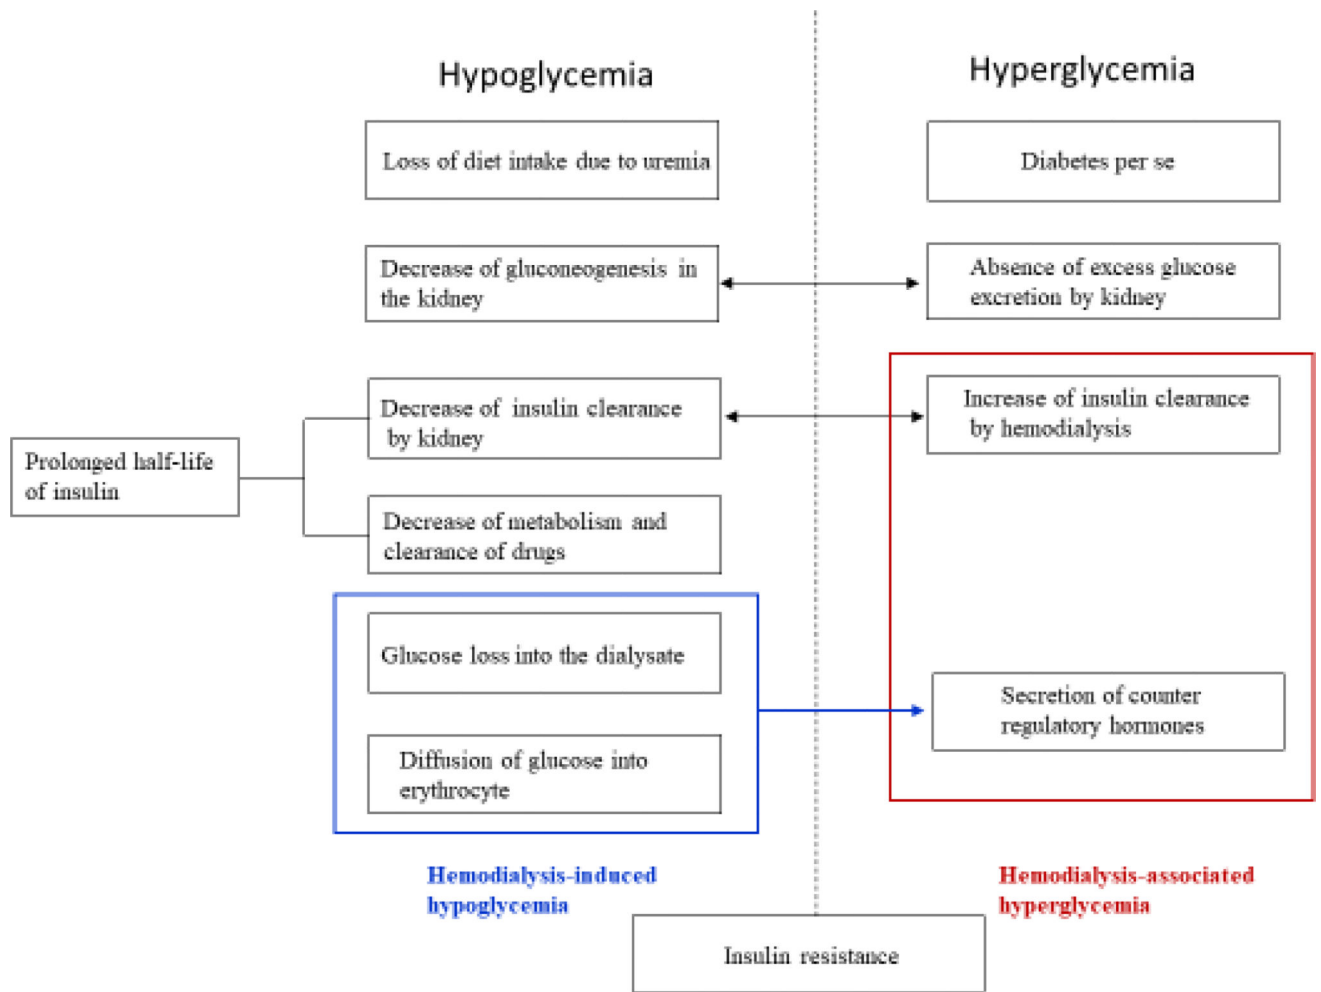 Hypoglycemia
Hyperglycemia
Loss of diet intake due to uremia
Diabetes per se
Decrease of gluconeogenesis in
the kidney
Absence of excess glucose
excretion by kidney
Decrease of insulin clearance
by kidney
Increase of insulin clearance
by hemodialysis
Prolonged half-life
of insulin
Decrease of metabolism and
clearance of drugs
Glucose loss into the dialysate
Secretion of counter
regulatory hormones
Diffusion of glucose into
erythrocyte
Hemodialysis-induced
hypoglycemia
Hemodialysis-associated
hyperglycemia
Insulin resistance